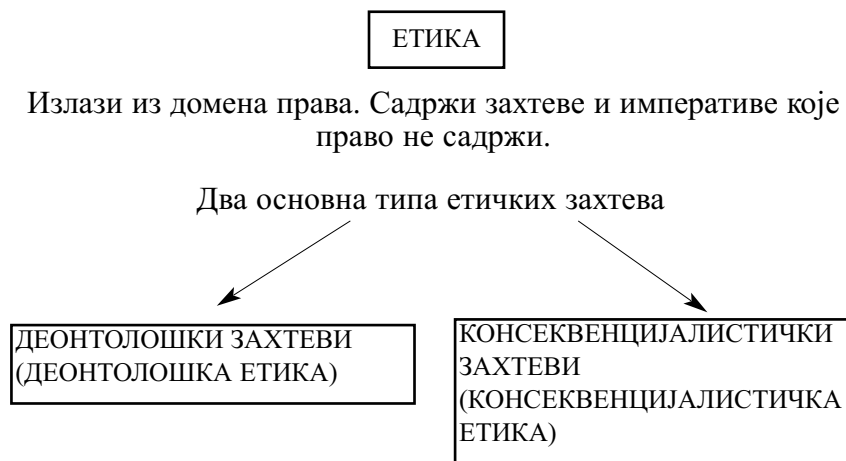 ЕТИКА
Излази из домена права. Садржи захтеве и императиве које
право не садржи.
Два основна типа етичких захтева
ДЕОНТОЛОШКИ ЗАХТЕВИ
(ДЕОНТОЛОШКА ЕТИКА)
КОНСЕКВЕНЦИЈАЛИСТИЧКИ
ЗАХТЕВИ
(КОНСЕКВЕНЦИЈАЛИСТИЧКА
ЕТИКА)